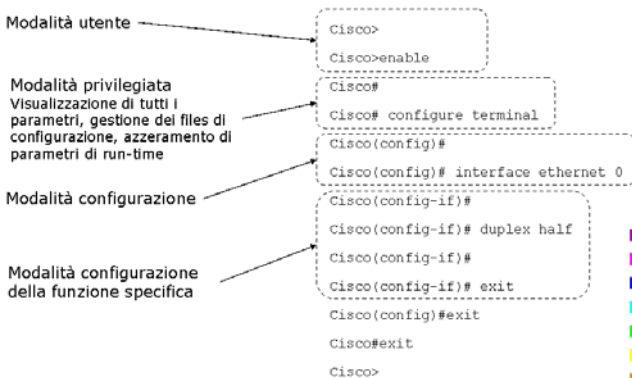 Modalità utente
Cisco>
Cisco>enable
Modalità privilegiata
Visualizzazione di tutti i
parametri, gestione dei files di
configurazione, azzeramento di
parametri di run-time
Cisco#
Cisco# configure terminal
Modalità configurazione
Cisco(config)#
Cisco(config)# interface ethernet 0
Modalità configurazione
della funzione specifica
Cisco(config-if)#
Cisco(config-if)# duplex half
Cisco(config-if)#
Cisco(config-if)# exit
Cisco(config)#exit
Cisco#exit
Cisco>